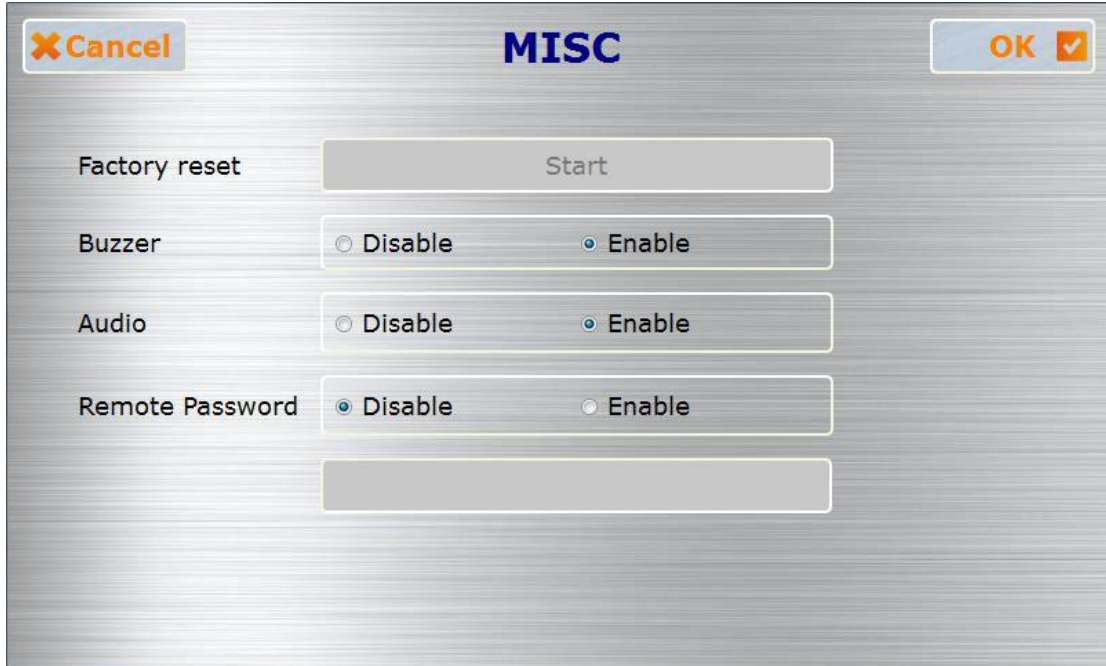 Cancel
MISC
OK
Factory reset
Start
Buzzer
Disable
Enable
Audio
Disable
Enable
Remote Password
Disable
Enable